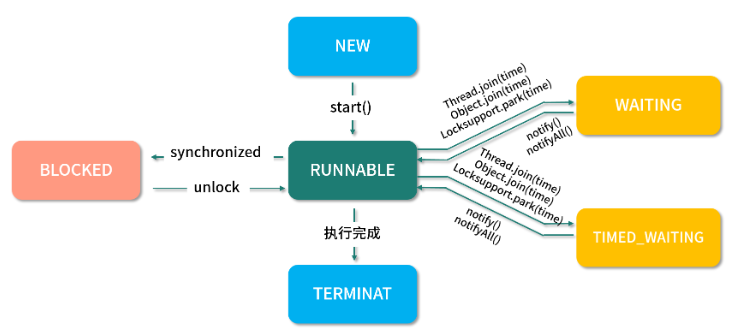 NEW
start()
Thread.join(time)
Object.join(time)
Locksupport.park(time)
WAITING
notify()
notifyAll()
BLOCKED
synchronized
unlock
RUNNABLE
Thread.join(time)
Object.join(time)
Locksupport.park(time)
notify()
notifyAll()
TIMED_WAITING
执行完成
TERMINAT